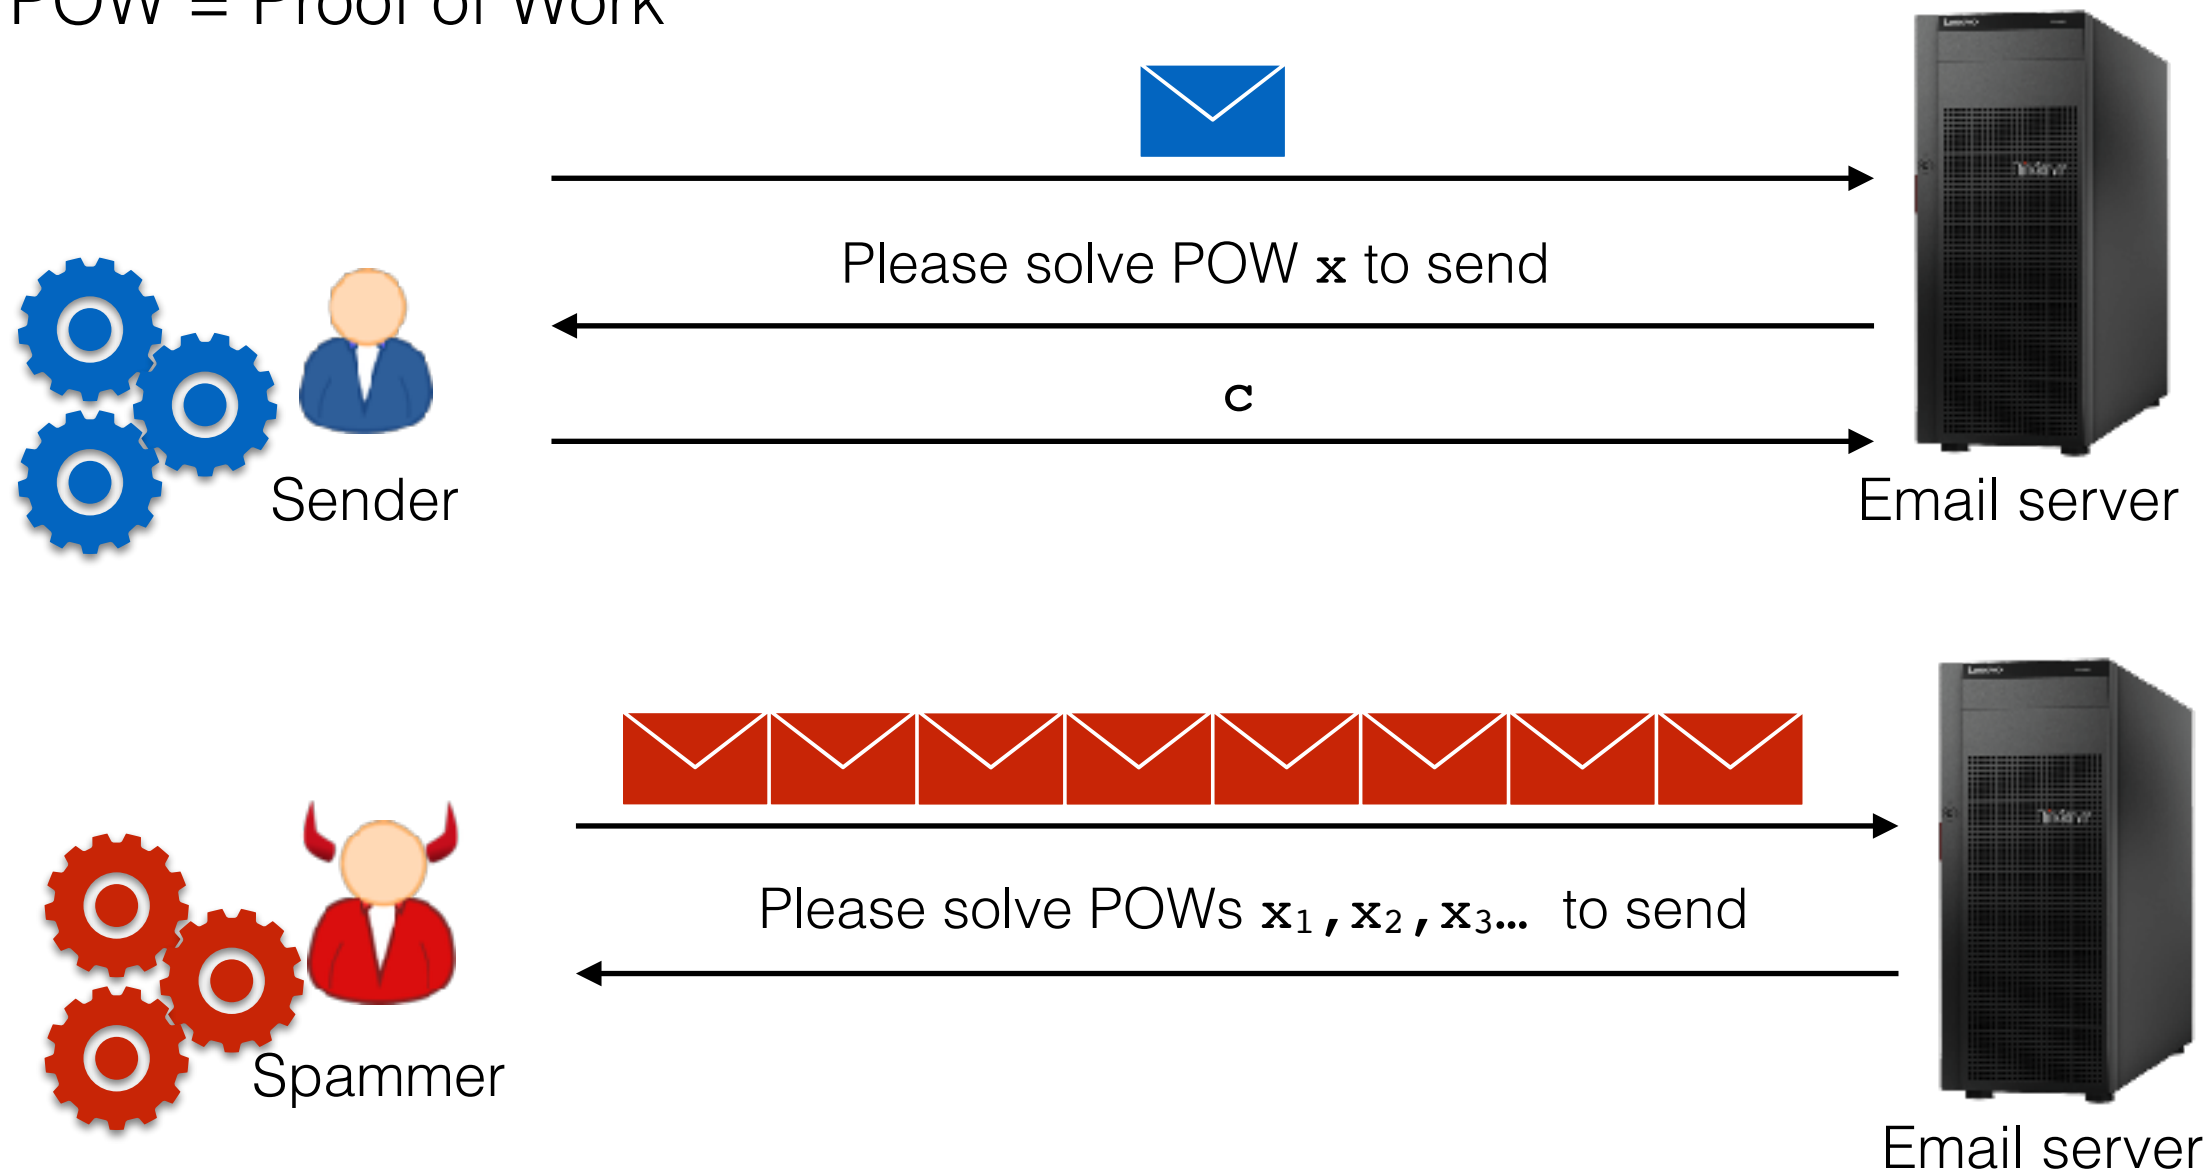 POW = Proof of Work
Please solve POW x to send
c
Sender
Email server
Please solve POWs x₁,x₂,x₃… to send
Spammer
Email server